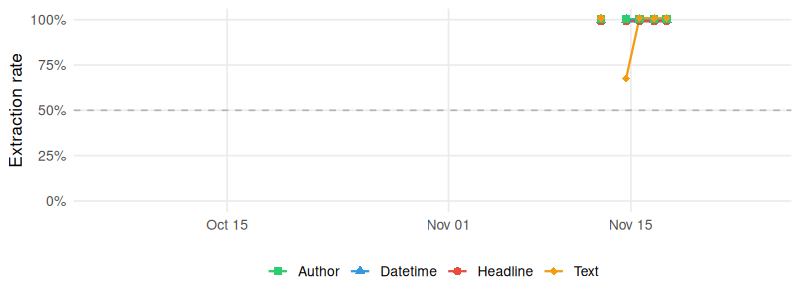 100%
75%
50%
25%
0%
Extraction rate
Oct 15 Nov 01 Nov 15
Author Datetime Headline Text